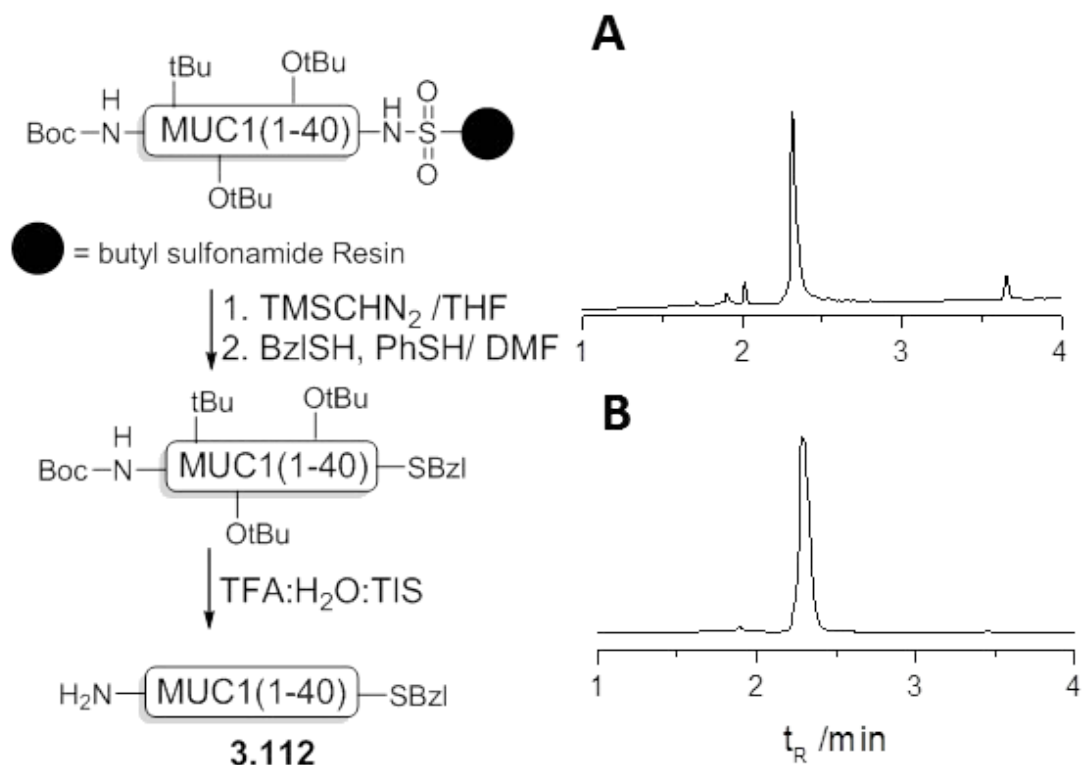 tBu
OtBu
H
Boc–N
MUC1(1-40)
H
N–S
O
O
OtBu
= butyl sulfonamide Resin
1. TMSCHN₂ /THF
2. BzlSH, PhSH/ DMF
tBu
OtBu
H
Boc–N
MUC1(1-40)
SBzl
OtBu
TFA:H₂O:TIS
H₂N
MUC1(1-40)
SBzl
3.112
A
1 2 3 4
B
1 2 3 4
tR /min